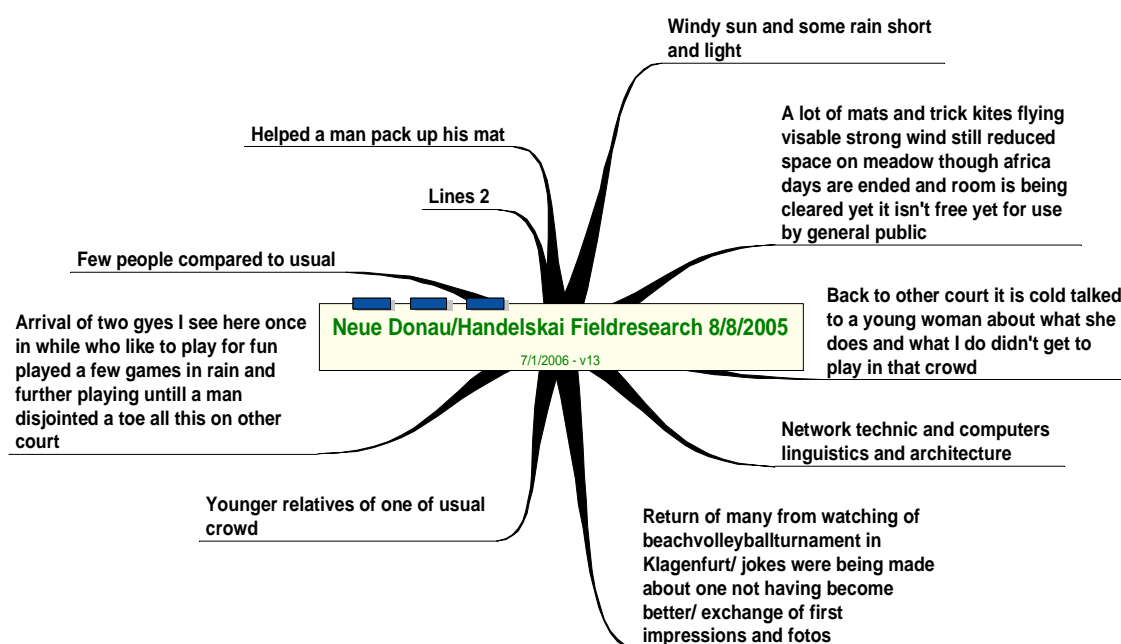 Neue Donau/Handelskai Fieldresearch 8/8/2005
7/1/2006 - v13
Windy sun and some rain short
and light
A lot of mats and trick kites flying
visable strong wind still reduced
space on meadow though africa
days are ended and room is being
cleared yet it isn't free yet for use
by general public
Back to other court it is cold talked
to a young woman about what she
does and what I do didn't get to
play in that crowd
Network technic and computers
linguistics and architecture
Return of many from watching of
beachvolleyballturnament in
Klagenfurt/ jokes were being made
about one not having become
better/ exchange of first
impressions and fotos
Younger relatives of one of usual
crowd
Arrival of two gyes I see here once
in while who like to play for fun
played a few games in rain and
further playing untill a man
disjointed a toe all this on other
court
Few people compared to usual
Lines 2
Helped a man pack up his mat